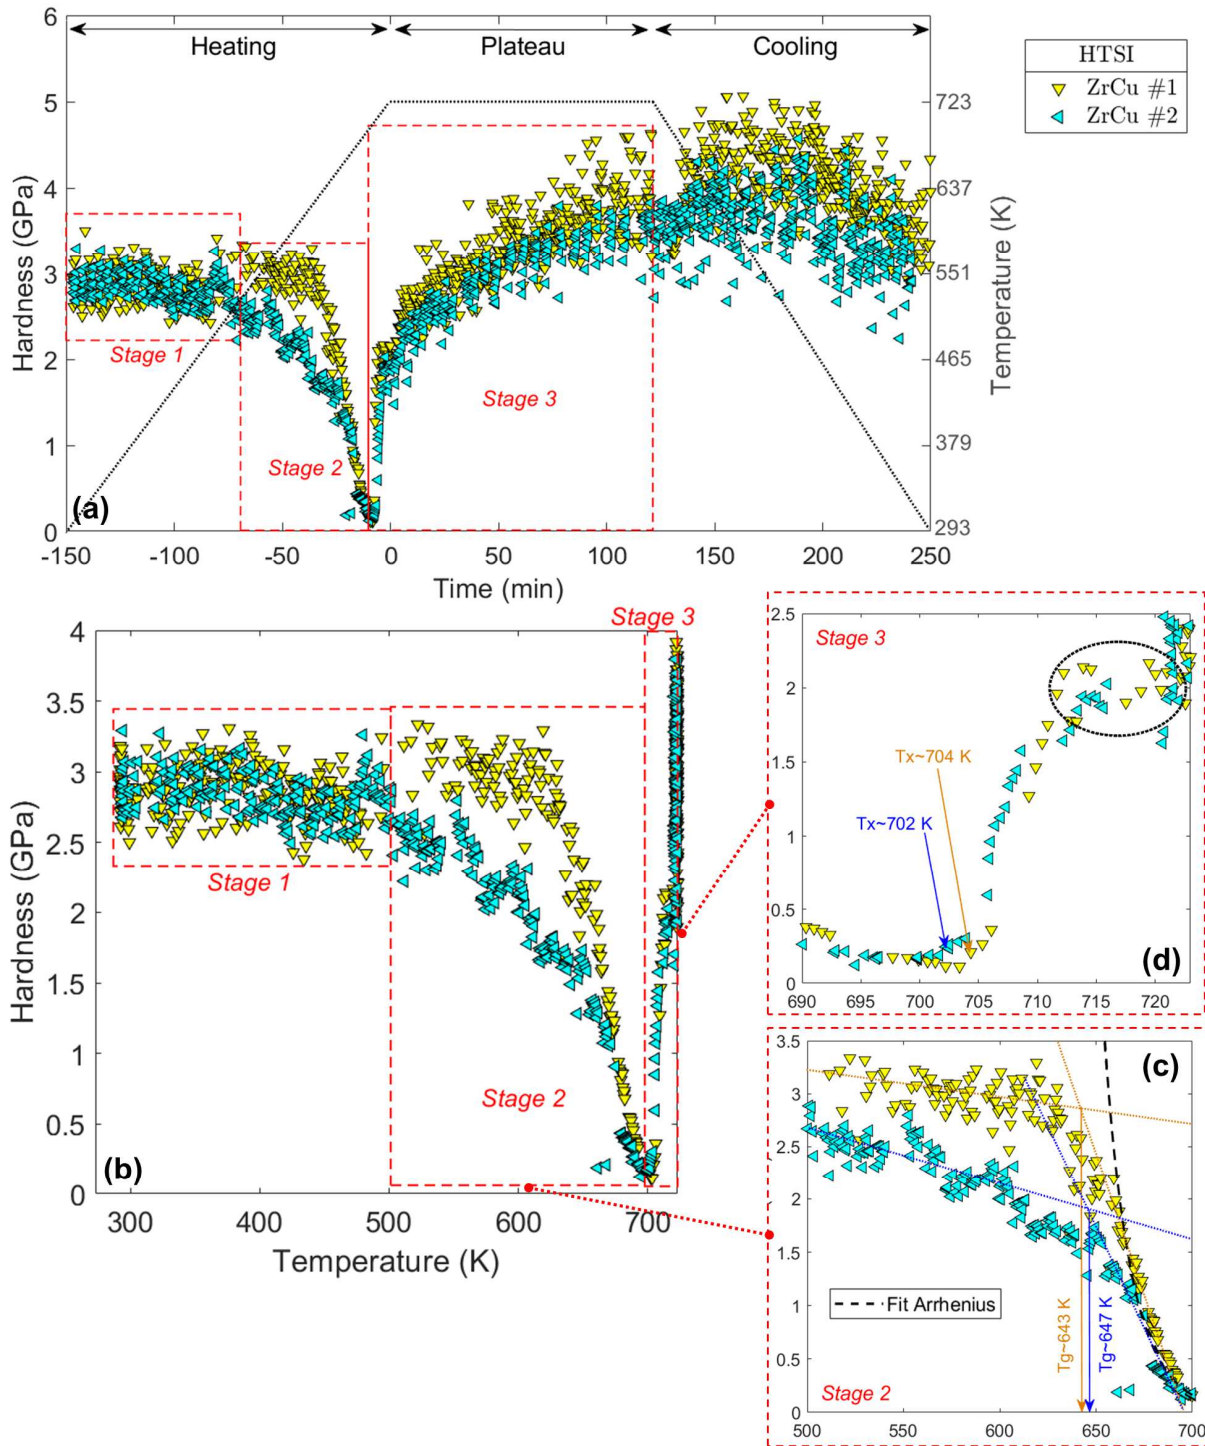 Heating
Plateau
Cooling
HTSI
ZrCu #1
ZrCu #2
6
5
4
3
2
1
0
Hardness (GPa)
723
637
551
465
379
293
Temperature (K)
Stage 1
Stage 2
Stage 3
(a)
-150 -100 -50 0 50 100 150 200 250
Time (min)
4
3.5
3
2.5
2
1.5
1
0.5
0
Hardness (GPa)
Stage 3
Stage 1
Stage 2
(b)
300 400 500 600 700
Temperature (K)
2.5
2
1.5
1
0.5
0
Stage 3
Tx~704 K
Tx~702 K
(d)
690 695 700 705 710 715 720
3.5
3
2.5
2
1.5
1
0.5
0
(c)
Fit Arrhenius
Tg~643 K
Tg~647 K
Stage 2
500 550 600 650 700